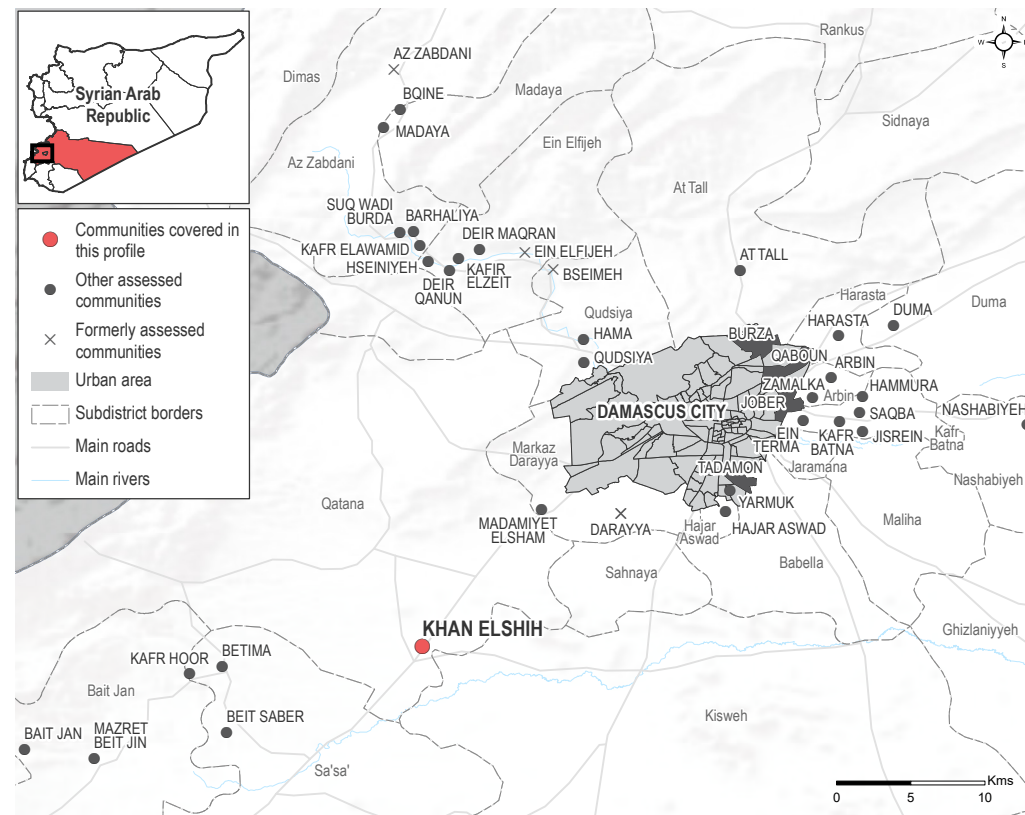 Syrian Arab
Republic
Communities covered in
this profile
Other assessed
communities
Formerly assessed
communities
Urban area
Subdistrict borders
Main roads
Main rivers
N
W
S
Rankus
AZ ZABDANI
Dimas
BQINE
Madaya
MADAYA
Sidnaya
Ein Elfijeh
Az Zabdani
At Tall
SUQ WADI
BURDA
BARHALIYA
DEIR MAQRAN
KAFR ELAWAMID
EIN ELFIJEH
HSEINIYEH
KAFIR
ELZEIT
BSEIMEH
DEIR
QANUN
AT TALL
Qudsiya
Harasta
DUMA
Duma
HAMA
BURZA
HARASTA
QUDSIYA
QABOUN
ARBIN
ZAMALKA
Arbin
HAMMURA
DAMASCUS CITY
JOBER
SAQBA
NASHABIYEH
EIN
TERMA
KAFR
BATNA
JISREIN
Kafr
Batna
Markaz
Darayya
TADAMON
Jaramana
Nashabiyeh
Qatana
YARMUK
MADAMIYET
ELSHAM
DARAYYA
Hajar
Aswad
HAJAR ASWAD
Maliha
Sahnaya
Babella
KHAN ELSHIH
Ghizlaniyyeh
KAFR HOOR
BETIMA
Bait Jan
BAIT JAN
MAZRET
BEIT JIN
BEIT SABER
Kisweh
Sa'sa'
Kms
0 5 10